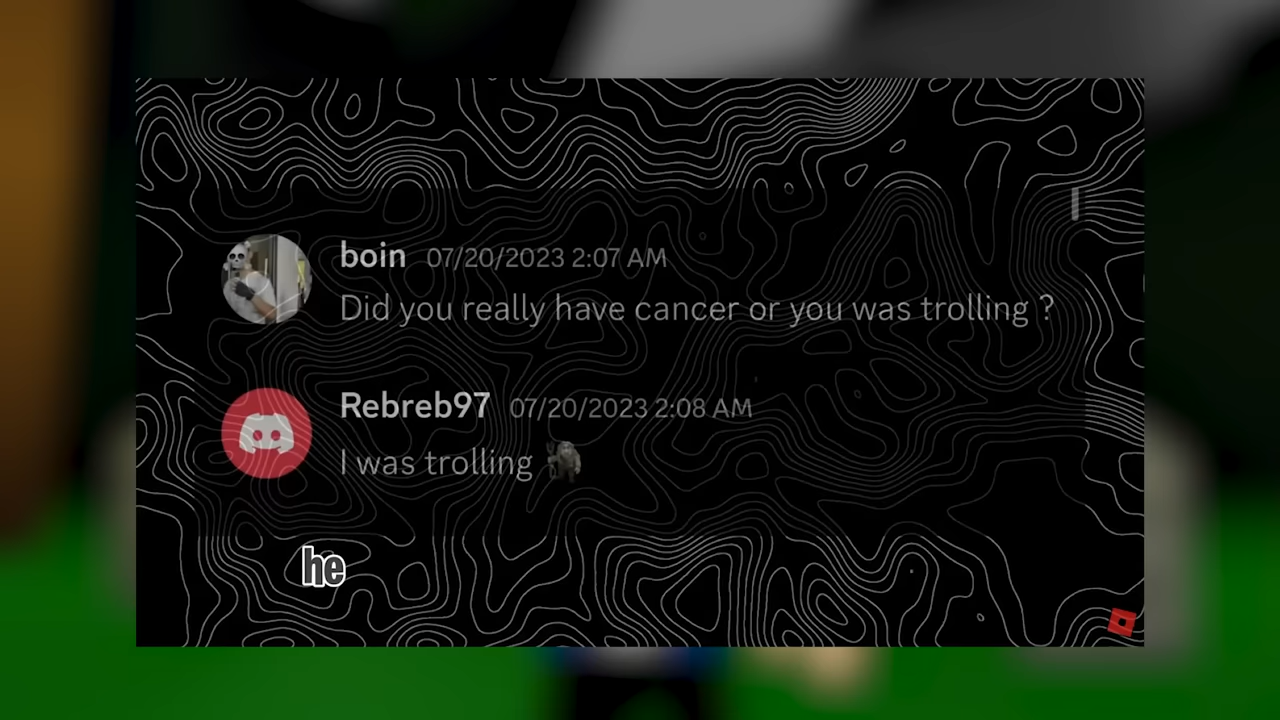 boin 07/20/2023 2:07 AM
Did you really have cancer or you was trolling ?
Rebreb97 07/20/2023 2:08 AM
I was trolling
he